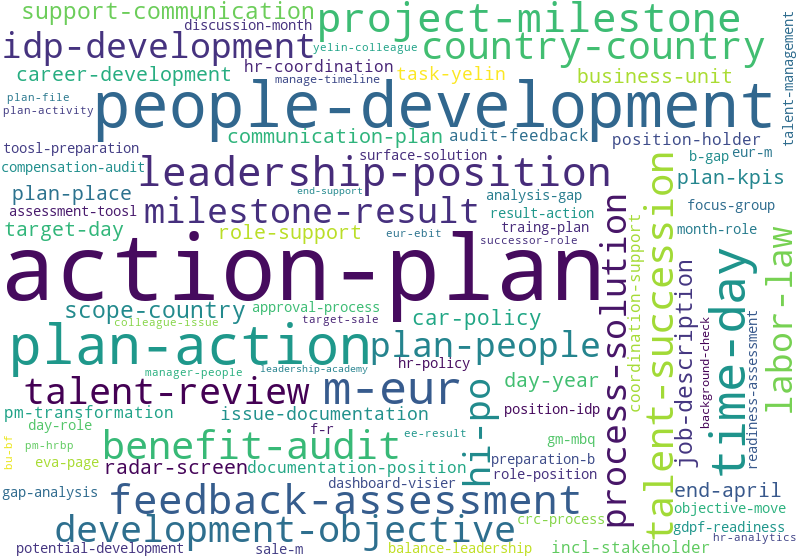 support-communication
discussion-month
project-milestone
idp-development
yelin-colleague
country-country
hr-coordination
career-development
manage-timeline
task-yelin
business-unit
talent-management
plan-file
plan-activity
people-development
communication-plan
audit-feedback
position-holder
toosl-preparation
surface-solution
b-gap
eur-m
compensation-audit
leadership-position
plan-kpis
plan-place
end-support
analysis-gap
assessment-toosl
milestone-result
result-action
traing-plan
focus-group
target-day
role-support
eur-ebit
successor-role
month-role
action-plan
process-solution
coordination-support
talent-succession
job-description
time-day
labor-law
scope-country
approval-process
car-policy
colleague-issue
target-sale
background-check
readiness-assessment
plan-action
plan-people
hr-policy
manager-people
leadership-academy
talent-review
m-eur
hi-po
day-year
pm-transformation
issue-documentation
position-idp
day-role
f-r
ee-result
gm-mbq
bu-bf
pm-hrbp
benefit-audit
eva-page
radar-screen
documentation-position
preparation-b
role-position
gap-analysis
dashboard-visier
end-april
feedback-assessment
objective-move
development-objective
crc-process
gdpf-readiness
hr-analytics
potential-development
sale-m
balance-leadership
incl-stakeholder